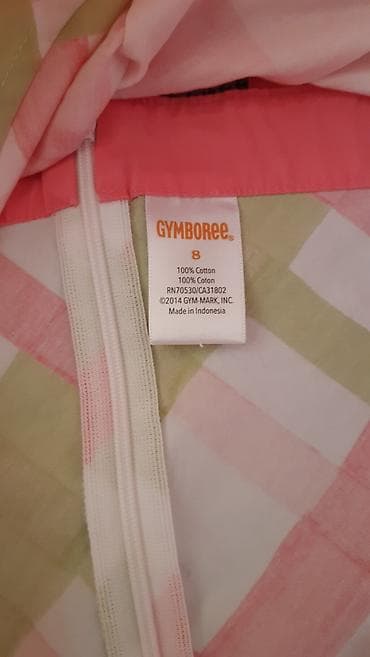 GYMBOREE®
8
100% Cotton
100% Coton
RN70530/CA31802
©2014 GYM-MARK, INC.
Made in Indonesia